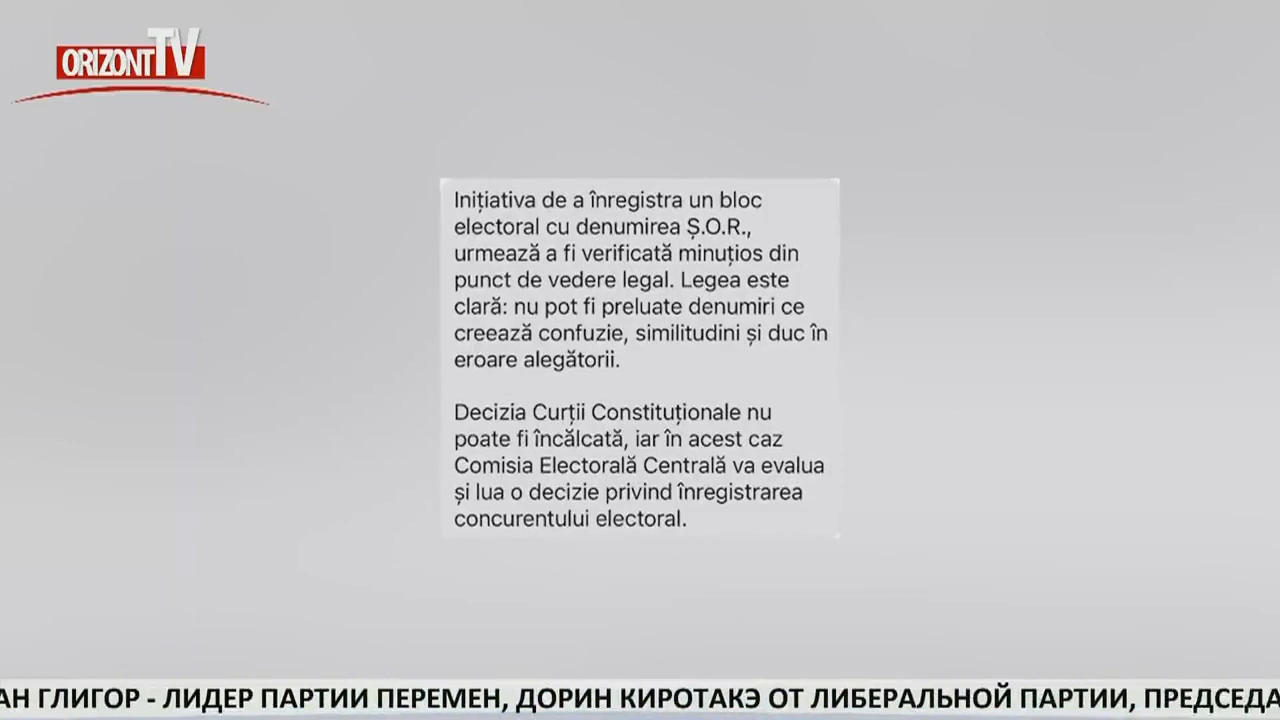 ORIZONT TV
Inițiativa de a înregistra un bloc
electoral cu denumirea Ș.O.R.,
urmează a fi verificată minuțios din
punct de vedere legal. Legea este
clară: nu pot fi preluate denumiri ce
creează confuzie, similitudini și duc în
eroare alegătorii.
Decizia Curții Constituționale nu
poate fi încălcată, iar în acest caz
Comisia Electorală Centrală va evalua
și lua o decizie privind înregistrarea
concurentului electoral.
АН ГЛИГОР - ЛИДЕР ПАРТИИ ПЕРЕМЕН, ДОРИН КИРОТАКЭ ОТ ЛИБЕРАЛЬНОЙ ПАРТИИ, ПРЕДСЕДА